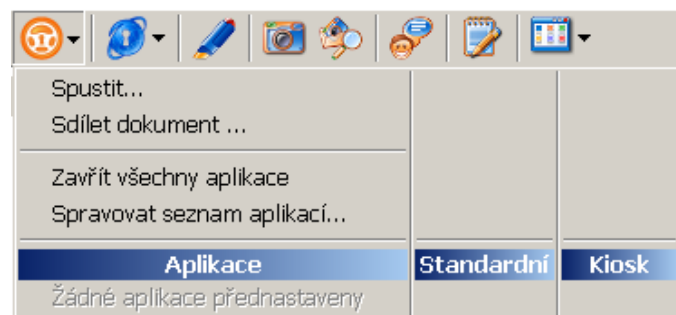 Spustit...
Sdílet dokument ...
Zavřít všechny aplikace
Spravovat seznam aplikací...
Aplikace Standardní Kiosk
Žádné aplikace přednastaveny